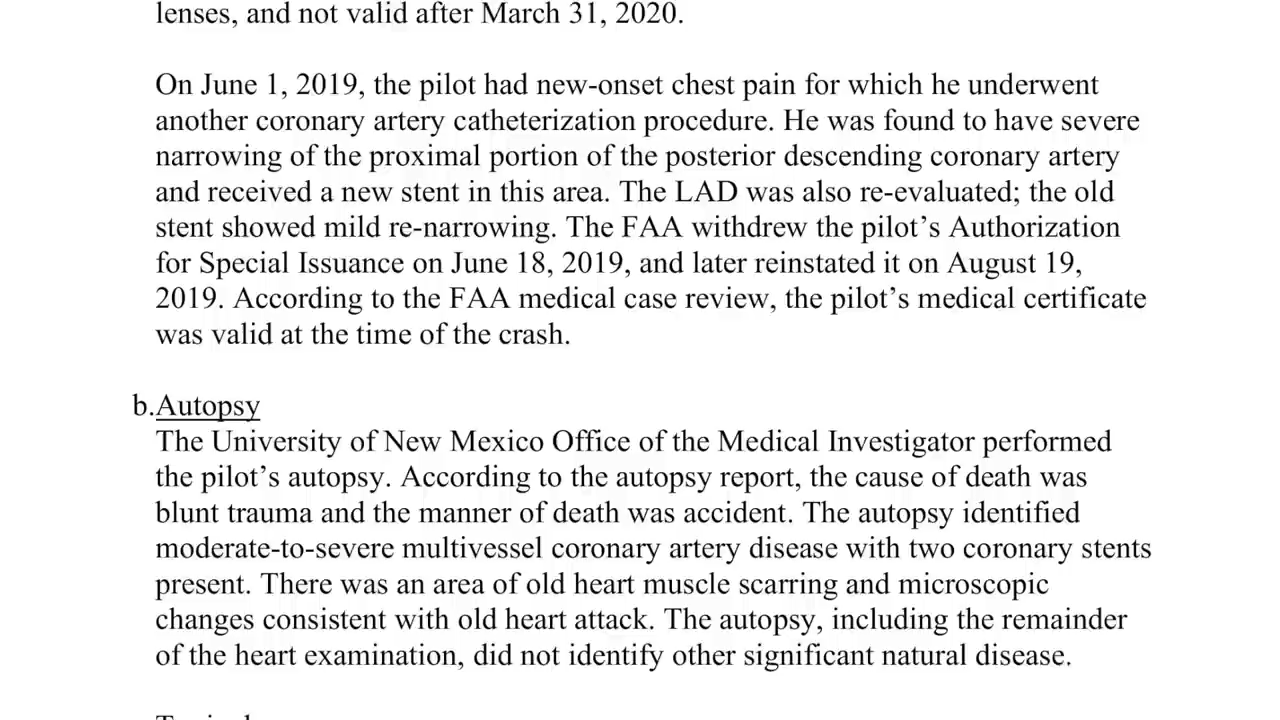 lenses, and not valid after March 31, 2020.
On June 1, 2019, the pilot had new-onset chest pain for which he underwent
another coronary artery catheterization procedure. He was found to have severe
narrowing of the proximal portion of the posterior descending coronary artery
and received a new stent in this area. The LAD was also re-evaluated; the old
stent showed mild re-narrowing. The FAA withdrew the pilot’s Authorization
for Special Issuance on June 18, 2019, and later reinstated it on August 19,
2019. According to the FAA medical case review, the pilot’s medical certificate
was valid at the time of the crash.
b.Autopsy
The University of New Mexico Office of the Medical Investigator performed
the pilot’s autopsy. According to the autopsy report, the cause of death was
blunt trauma and the manner of death was accident. The autopsy identified
moderate-to-severe multivessel coronary artery disease with two coronary stents
present. There was an area of old heart muscle scarring and microscopic
changes consistent with old heart attack. The autopsy, including the remainder
of the heart examination, did not identify other significant natural disease.